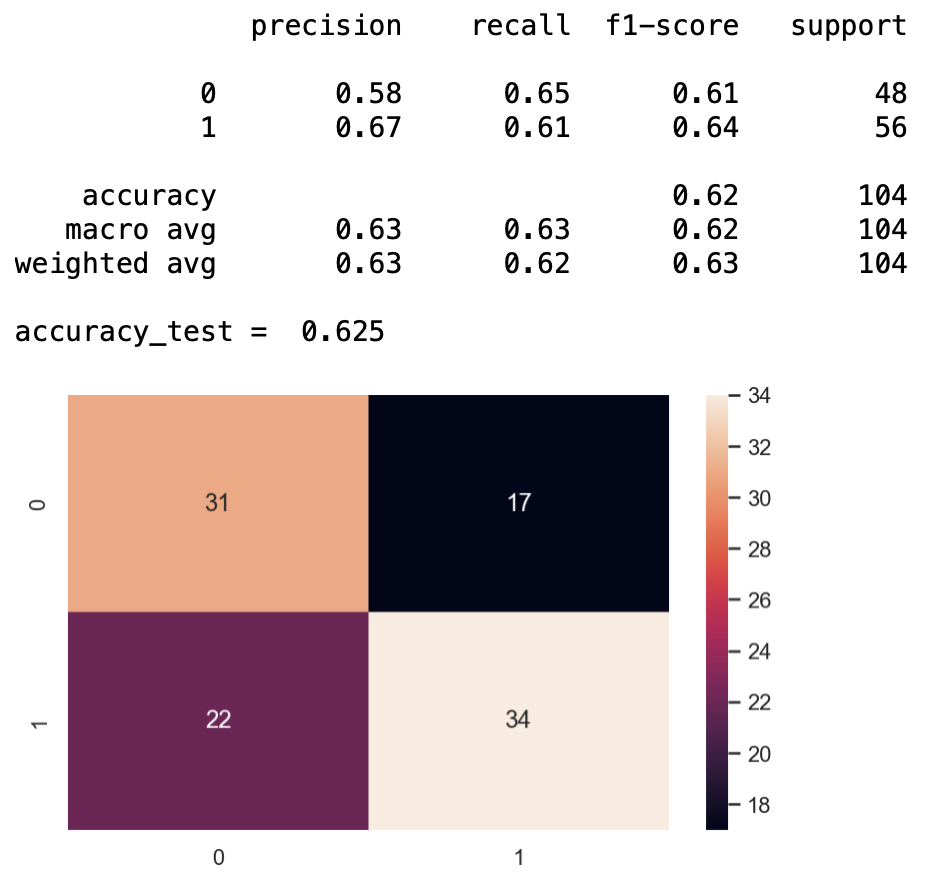 precision recall f1-score support
0 0.58 0.65 0.61 48
1 0.67 0.61 0.64 56
accuracy 0.62 104
macro avg 0.63 0.63 0.62 104
weighted avg 0.63 0.62 0.63 104
accuracy_test = 0.625
34
32
30
28
26
24
22
20
18
0
31 17
1
22 34
0 1